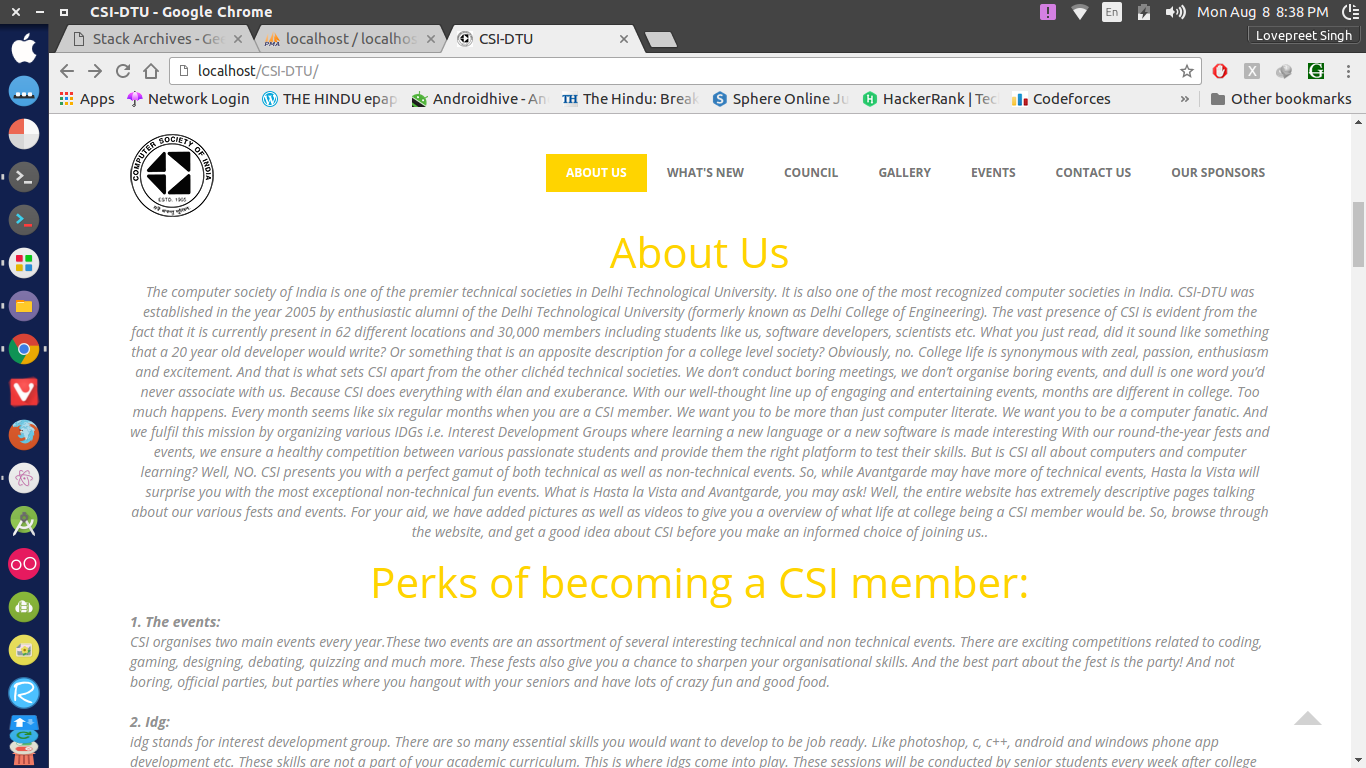 CSI-DTU - Google Chrome
En
Mon Aug 8 8:38 PM
Lovepreet Singh
Stack Archives - Gee
localhost / localhos
CSI-DTU
localhost/CSI-DTU/
Apps
Network Login
THE HINDU epap
Androidhive - An
The Hindu: Break
Sphere Online Ju
HackerRank | Tec
Codeforces
»
Other bookmarks
COMPUTER SOCIETY OF INDIA
ESTD. 1965
ABOUT US
WHAT'S NEW
COUNCIL
GALLERY
EVENTS
CONTACT US
OUR SPONSORS
About Us
The computer society of India is one of the premier technical societies in Delhi Technological University. It is also one of the most recognized computer societies in India. CSI-DTU was
established in the year 2005 by enthusiastic alumni of the Delhi Technological University (formerly known as Delhi College of Engineering). The vast presence of CSI is evident from the
fact that it is currently present in 62 different locations and 30,000 members including students like us, software developers, scientists etc. What you just read, did it sound like something
that a 20 year old developer would write? Or something that is an apposite description for a college level society? Obviously, no. College life is synonymous with zeal, passion, enthusiasm
and excitement. And that is what sets CSI apart from the other clichéd technical societies. We don’t conduct boring meetings, we don’t organise boring events, and dull is one word you’d
never associate with us. Because CSI does everything with élan and exuberance. With our well-thought line up of engaging and entertaining events, months are different in college. Too
much happens. Every month seems like six regular months when you are a CSI member. We want you to be more than just computer literate. We want you to be a computer fanatic. And
we fulfil this mission by organizing various IDGs i.e. Interest Development Groups where learning a new language or a new software is made interesting With our round-the-year fests and
events, we ensure a healthy competition between various passionate students and provide them the right platform to test their skills. But is CSI all about computers and computer
learning? Well, NO. CSI presents you with a perfect gamut of both technical as well as non-technical events. So, while Avantgarde may have more of technical events, Hasta la Vista will
surprise you with the most exceptional non-technical fun events. What is Hasta la Vista and Avantgarde, you may ask! Well, the entire website has extremely descriptive pages talking
about our various fests and events. For your aid, we have added pictures as well as videos to give you a overview of what life at college being a CSI member would be. So, browse through
the website, and get a good idea about CSI before you make an informed choice of joining us..
Perks of becoming a CSI member:
1. The events:
CSI organises two main events every year.These two events are an assortment of several interesting technical and non technical events. There are exciting competitions related to coding,
gaming, designing, debating, quizzing and much more. These fests also give you a chance to sharpen your organisational skills. And the best part about the fest is the party! And not
boring, official parties, but parties where you hangout with your seniors and have lots of crazy fun and good food.
2. Idg:
idg stands for interest development group. There are so many essential skills you would want to develop to be job ready. Like photoshop, c, c++, android and windows phone app
development etc. These skills are not a part of your academic curriculum. This is where idgs come into play. These sessions will be conducted by senior students every week after college